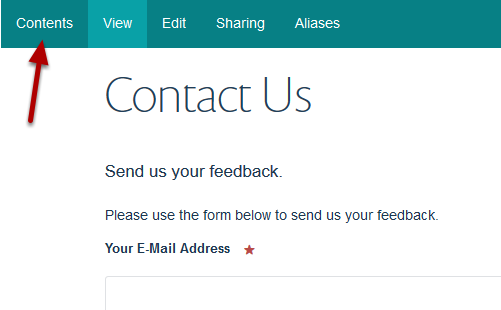 Contents View Edit Sharing Aliases
Contact Us
Send us your feedback.
Please use the form below to send us your feedback.
Your E-Mail Address